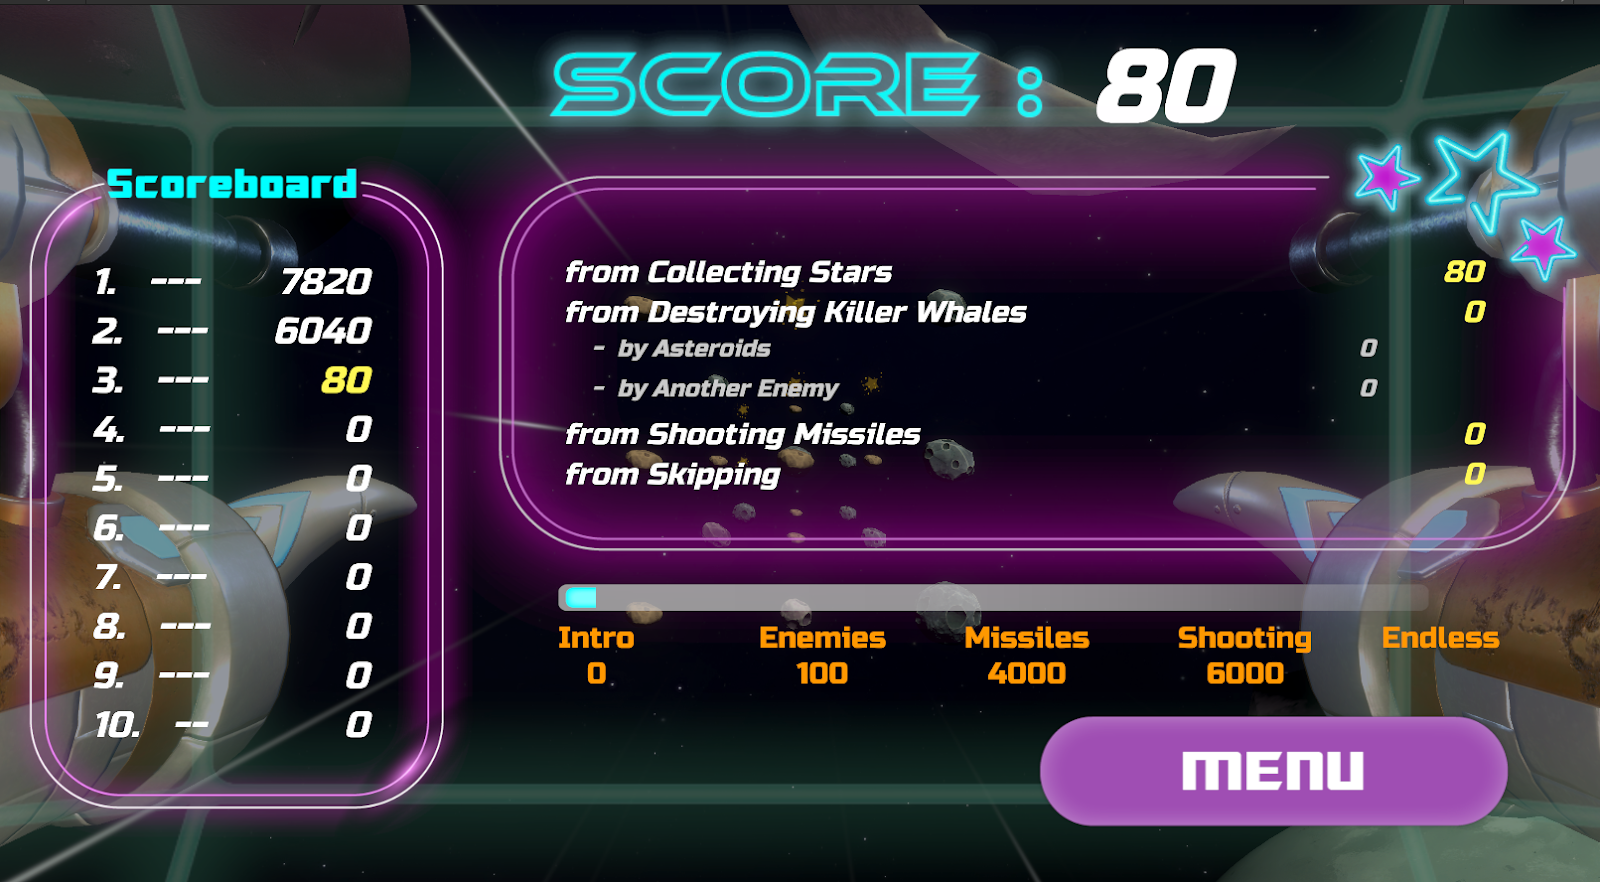 SCORE : 80
Scoreboard
1. --- 7820
2. --- 6040
3. --- 80
4. --- 0
5. --- 0
6. --- 0
7. --- 0
8. --- 0
9. --- 0
10. -- 0
from Collecting Stars 80
from Destroying Killer Whales 0
- by Asteroids 0
- by Another Enemy 0
from Shooting Missiles 0
from Skipping 0
Intro Enemies Missiles Shooting Endless
0 100 4000 6000
MENU